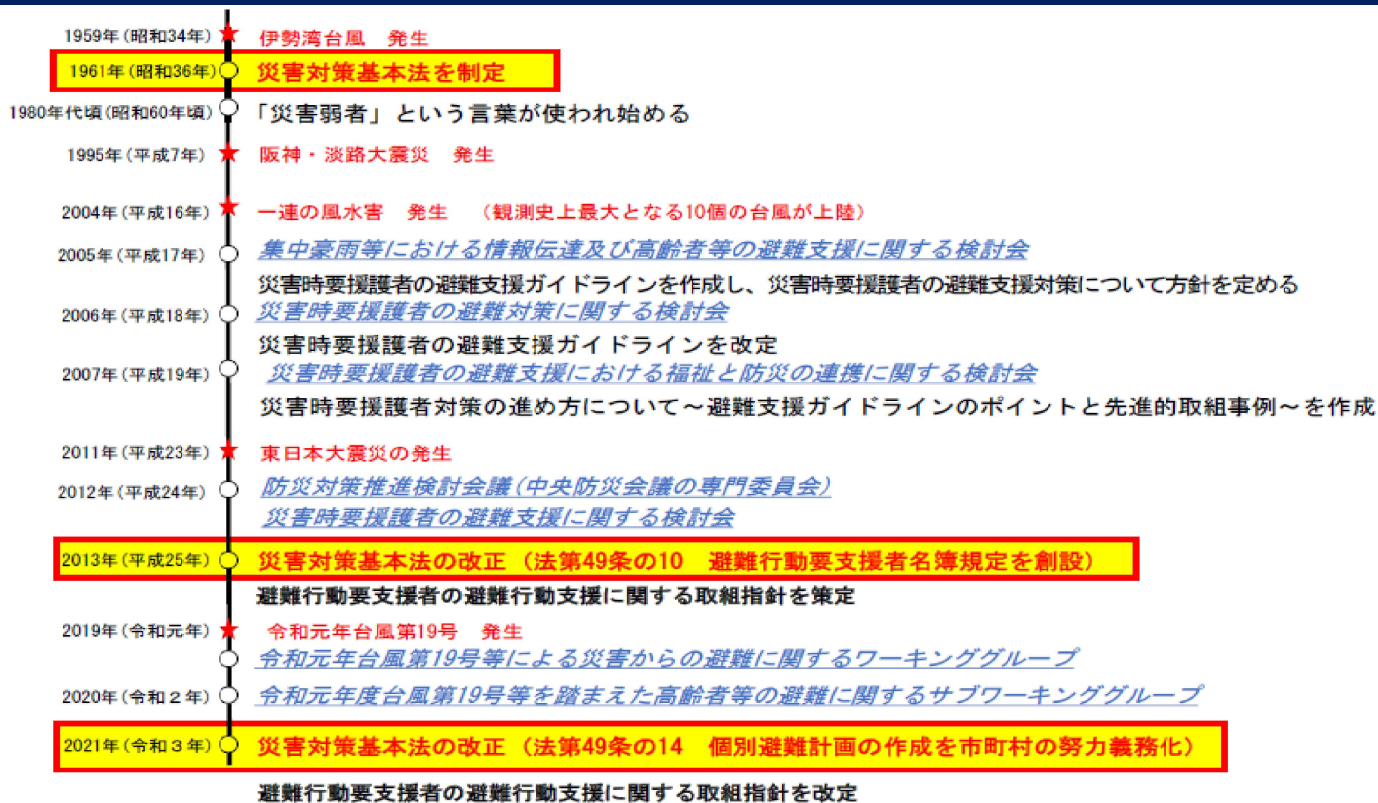 1959年(昭和34年) ★ 伊勢湾台風　発生
1961年(昭和36年) ○ 災害対策基本法を制定
1980年代頃(昭和60年頃) ○ 「災害弱者」という言葉が使われ始める
1995年(平成7年) ★ 阪神・淡路大震災　発生
2004年(平成16年) ★ 一連の風水害　発生　（観測史上最大となる10個の台風が上陸）
2005年(平成17年) ○ 集中豪雨等における情報伝達及び高齢者等の避難支援に関する検討会
災害時要援護者の避難支援ガイドラインを作成し、災害時要援護者の避難支援対策について方針を定める
2006年(平成18年) ○ 災害時要援護者の避難対策に関する検討会
災害時要援護者の避難支援ガイドラインを改定
2007年(平成19年) ○ 災害時要援護者の避難支援における福祉と防災の連携に関する検討会
災害時要援護者対策の進め方について～避難支援ガイドラインのポイントと先進的取組事例～を作成
2011年(平成23年) ★ 東日本大震災の発生
2012年(平成24年) ○ 防災対策推進検討会議(中央防災会議の専門委員会)
災害時要援護者の避難支援に関する検討会
2013年(平成25年) ○ 災害対策基本法の改正（法第49条の10　避難行動要支援者名簿規定を創設）
避難行動要支援者の避難行動支援に関する取組指針を策定
2019年(令和元年) ★ 令和元年台風第19号　発生
○ 令和元年台風第19号等による災害からの避難に関するワーキンググループ
2020年(令和２年) ○ 令和元年度台風第19号等を踏まえた高齢者等の避難に関するサブワーキンググループ
2021年(令和３年) ○ 災害対策基本法の改正（法第49条の14　個別避難計画の作成を市町村の努力義務化）
避難行動要支援者の避難行動支援に関する取組指針を改定